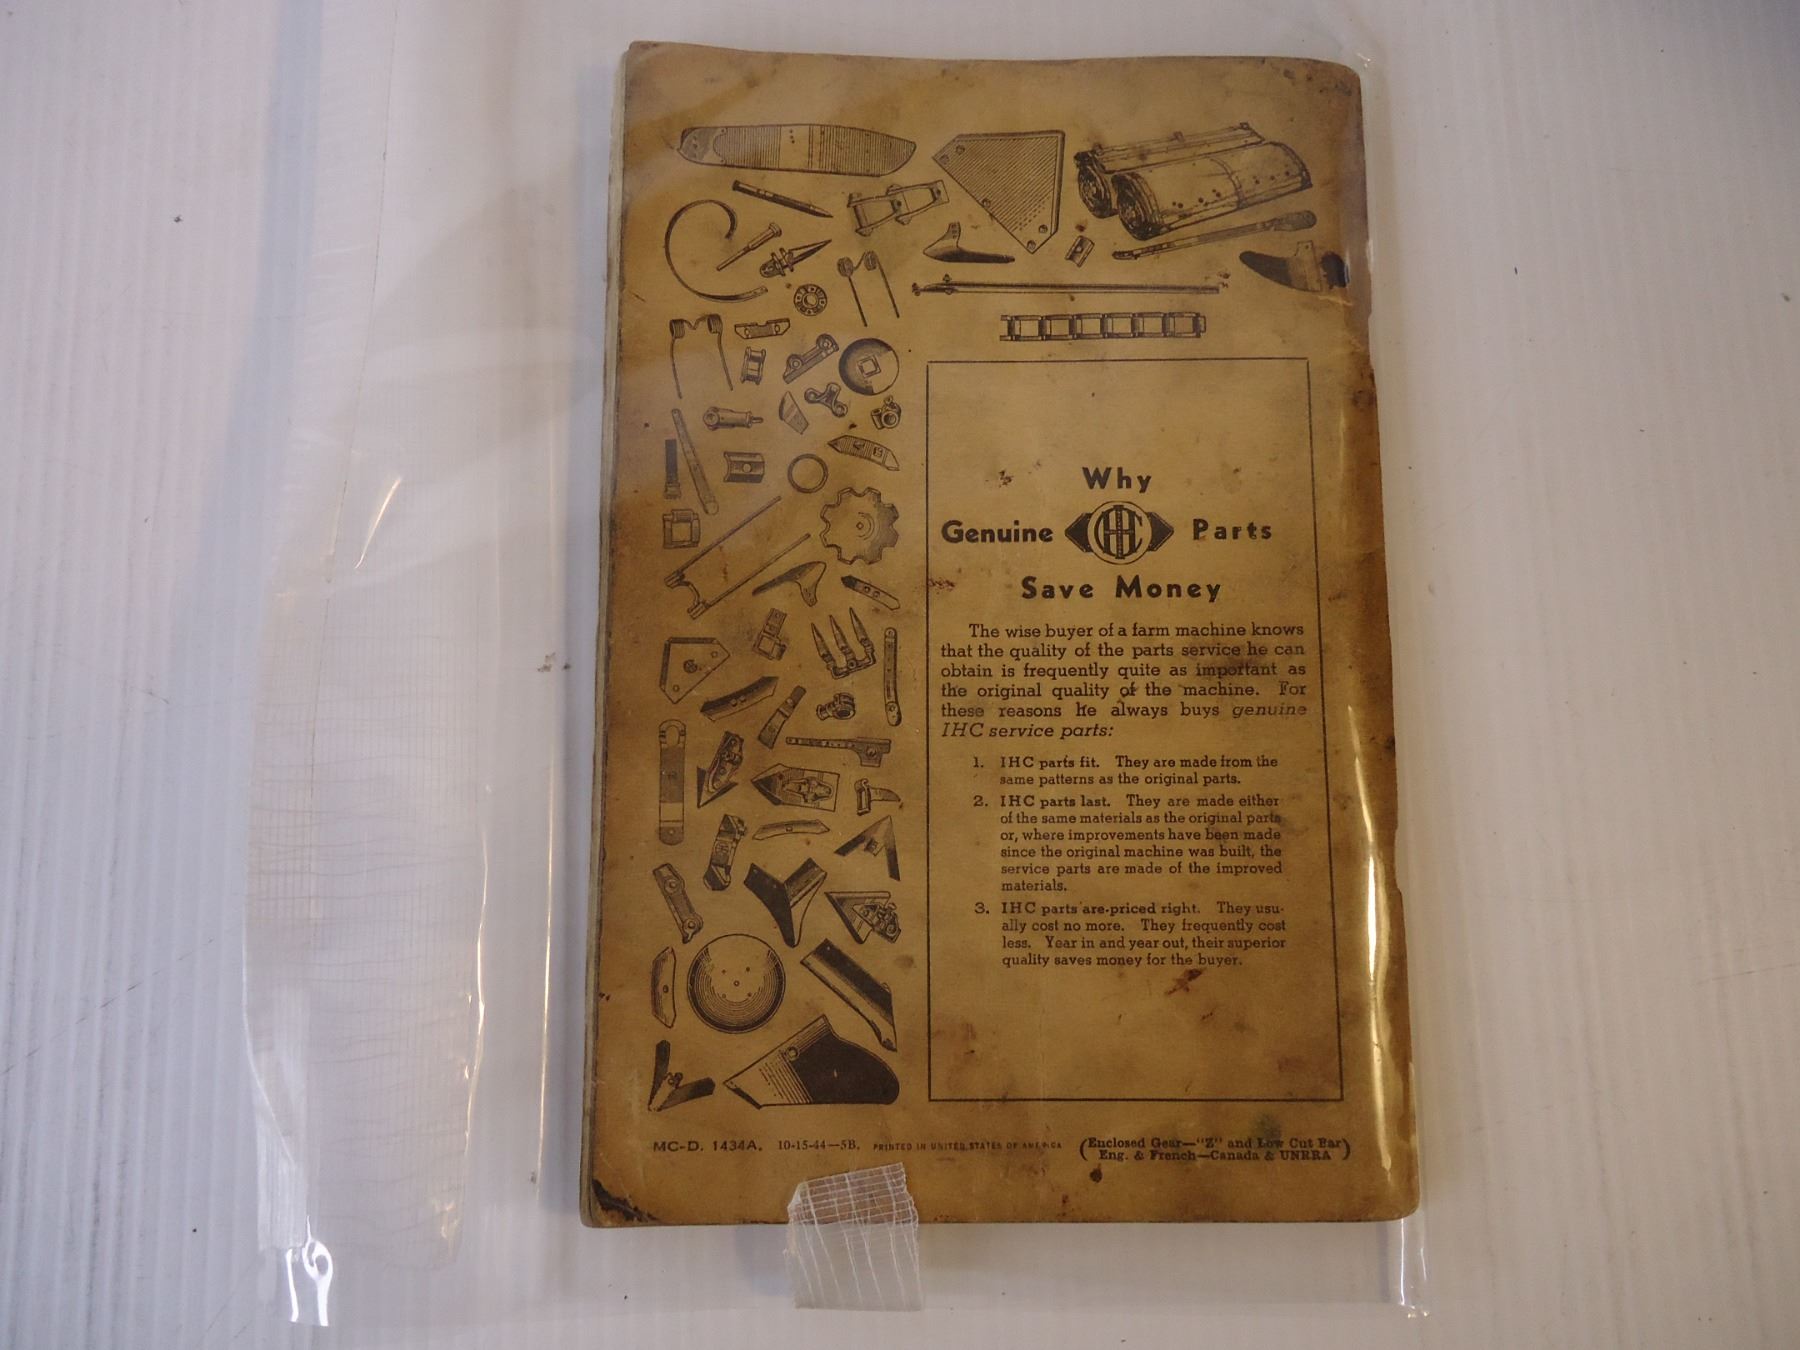 Why
Genuine IHC Parts
Save Money
The wise buyer of a farm machine knows
that the quality of the parts service he can
obtain is frequently quite as important as
the original quality of the machine. For
these reasons he always buys genuine
IHC service parts:
1. IHC parts fit. They are made from the
same patterns as the original parts.
2. IHC parts last. They are made either
of the same materials as the original parts
or, where improvements have been made
since the original machine was built, the
service parts are made of the improved
materials.
3. IHC parts are priced right. They usu-
ally cost no more. They frequently cost
less. Year in and year out, their superior
quality saves money for the buyer.
MC-D. 1434A. 10-15-44—5B. PRINTED IN UNITED STATES OF AMERICA
(Enclosed Gear—"Z" and Low Cut Bar
Eng. & French—Canada & UNRRA)